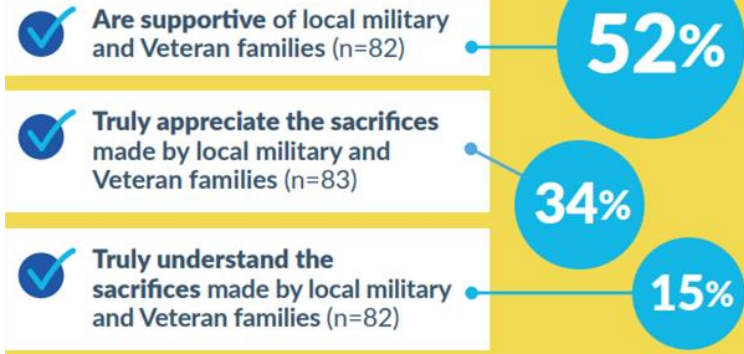 Are supportive of local military
and Veteran families (n=82)
52%
Truly appreciate the sacrifices
made by local military and
Veteran families (n=83)
34%
Truly understand the
sacrifices made by local military
and Veteran families (n=82)
15%